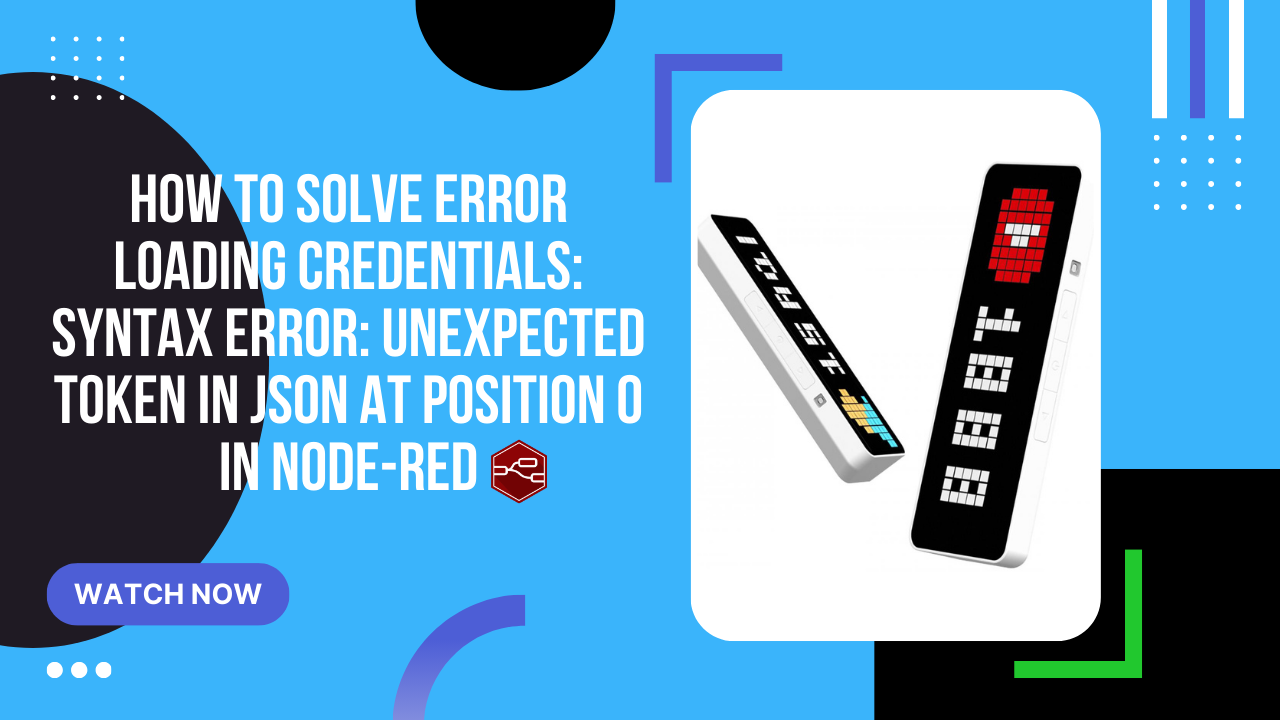 HOW TO SOLVE ERROR
LOADING CREDENTIALS:
SYNTAX ERROR: UNEXPECTED
TOKEN IN JSON AT POSITION 0
IN NODE-RED
WATCH NOW